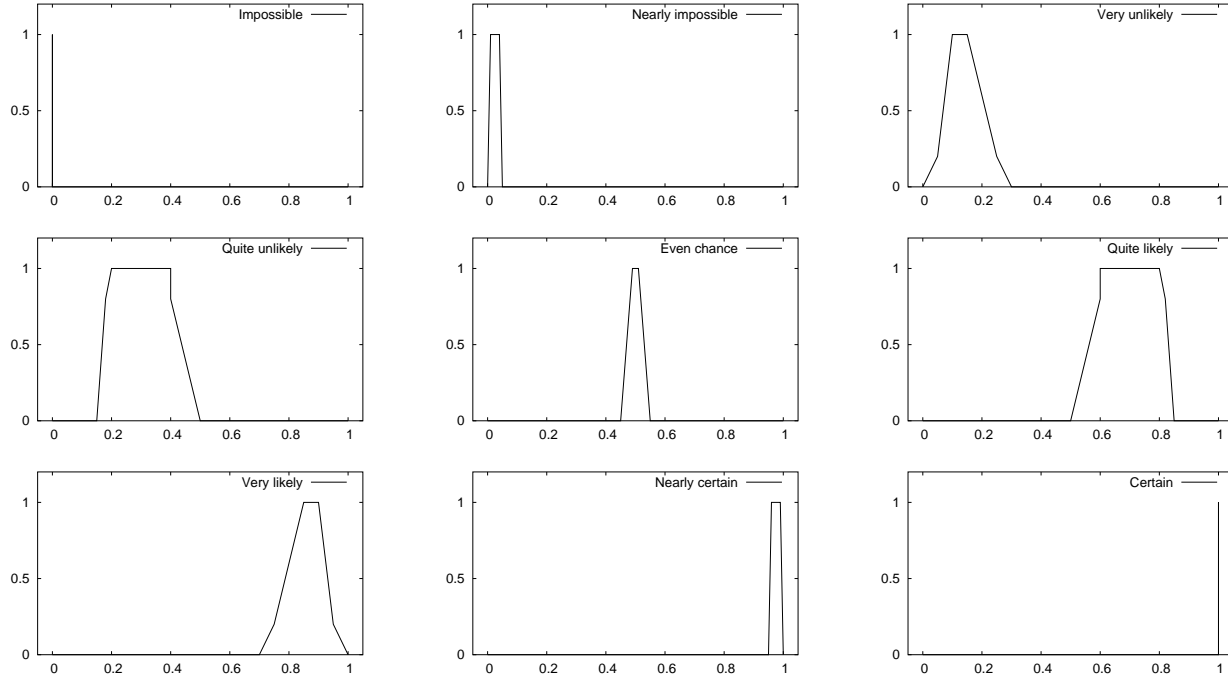 Impossible
1
0.5
0
0 0.2 0.4 0.6 0.8 1
Nearly impossible
1
0.5
0
0 0.2 0.4 0.6 0.8 1
Very unlikely
1
0.5
0
0 0.2 0.4 0.6 0.8 1
Quite unlikely
1
0.5
0
0 0.2 0.4 0.6 0.8 1
Even chance
1
0.5
0
0 0.2 0.4 0.6 0.8 1
Quite likely
1
0.5
0
0 0.2 0.4 0.6 0.8 1
Very likely
1
0.5
0
0 0.2 0.4 0.6 0.8 1
Nearly certain
1
0.5
0
0 0.2 0.4 0.6 0.8 1
Certain
1
0.5
0
0 0.2 0.4 0.6 0.8 1